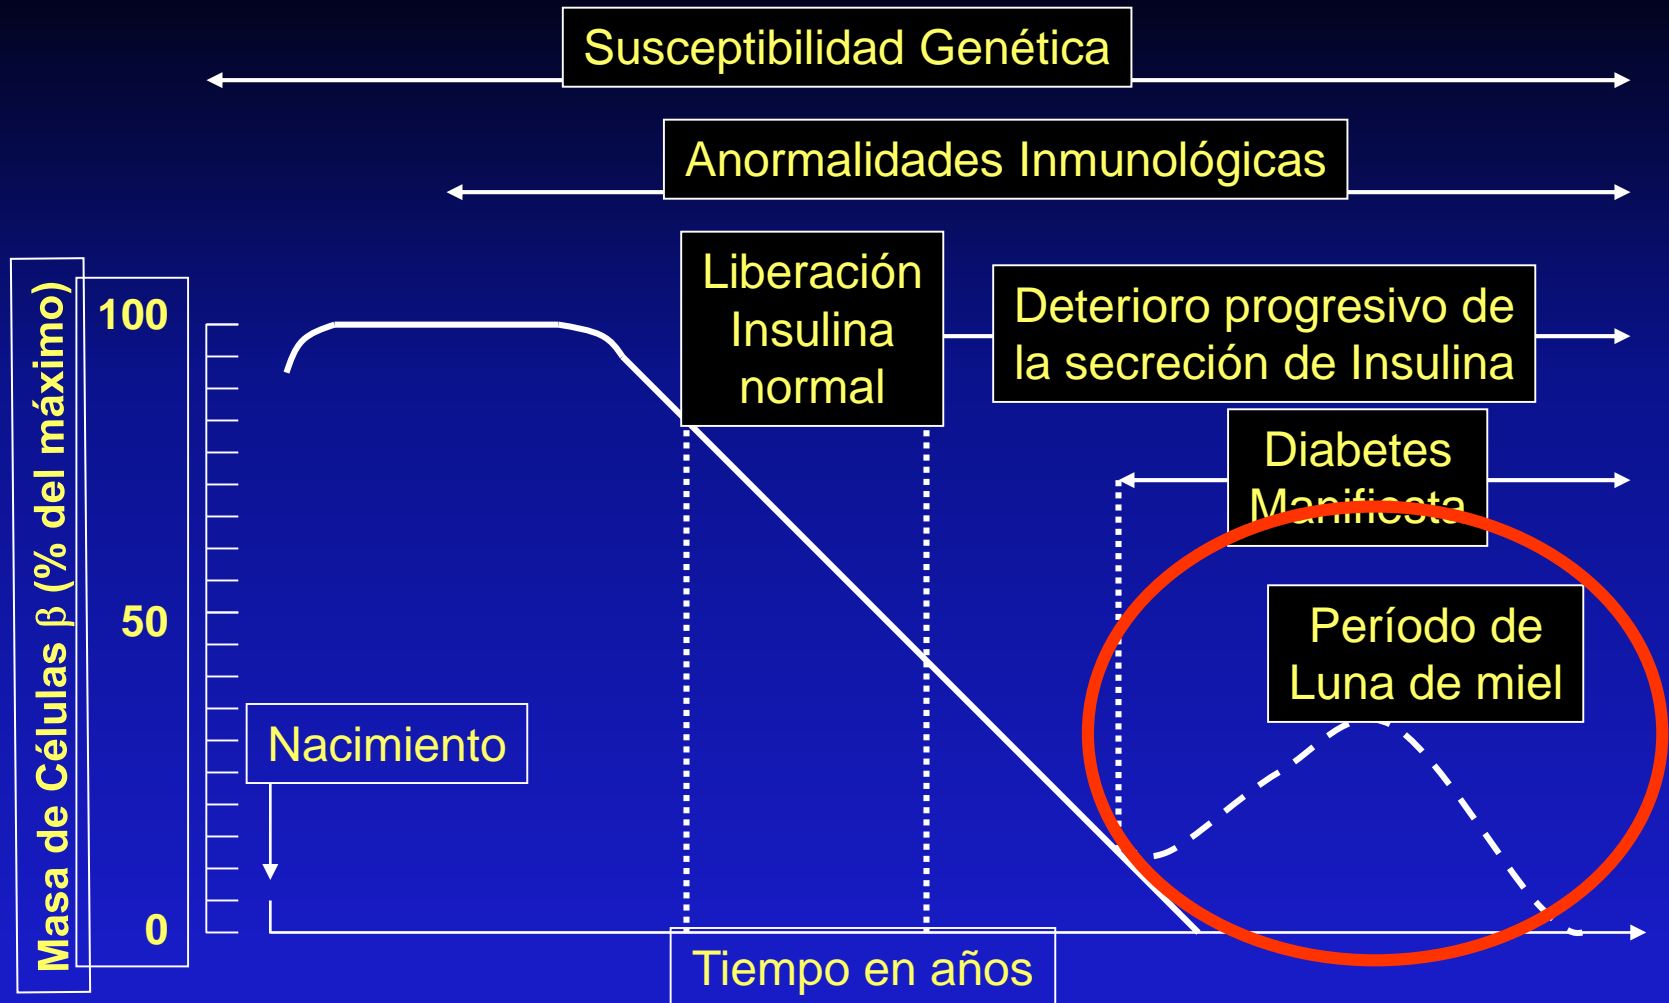 Susceptibilidad Genética
Anormalidades Inmunológicas
Liberación
Insulina
normal
Deterioro progresivo de
la secreción de Insulina
Diabetes
Manifiesta
Período de
Luna de miel
Masa de Células β (% del máximo)
100
50
0
Nacimiento
Tiempo en años